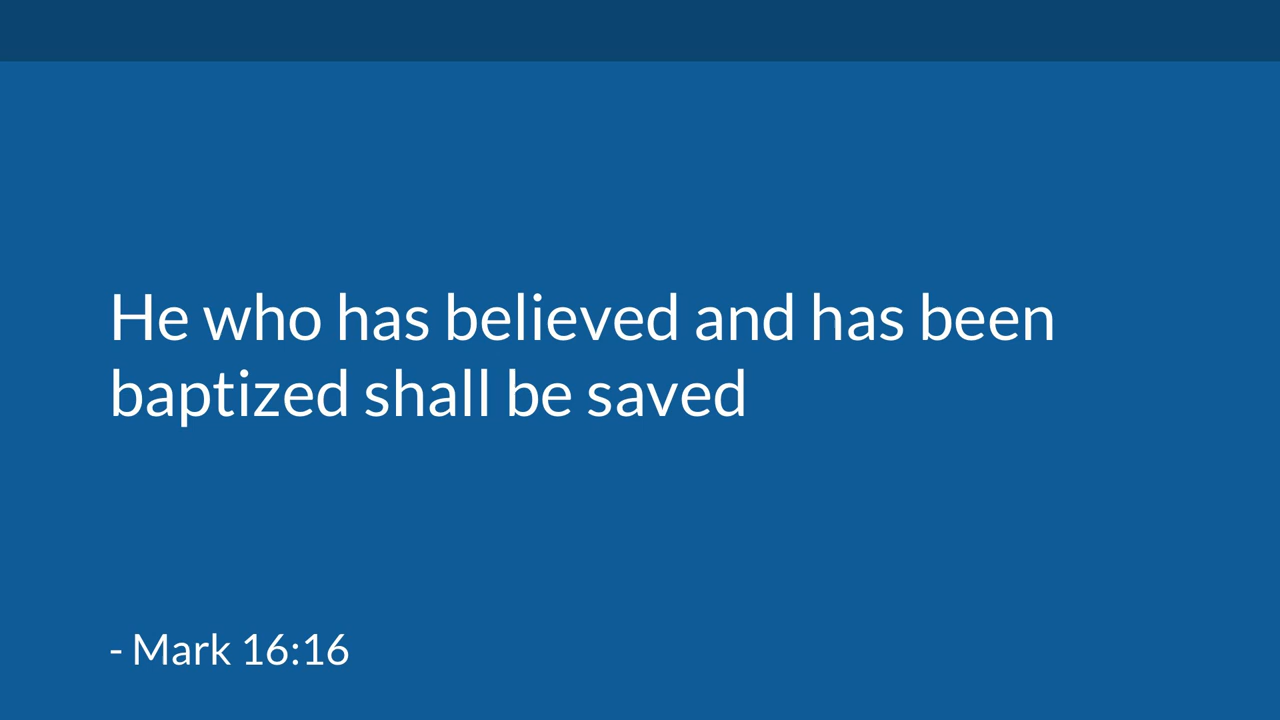 He who has believed and has been
baptized shall be saved
- Mark 16:16